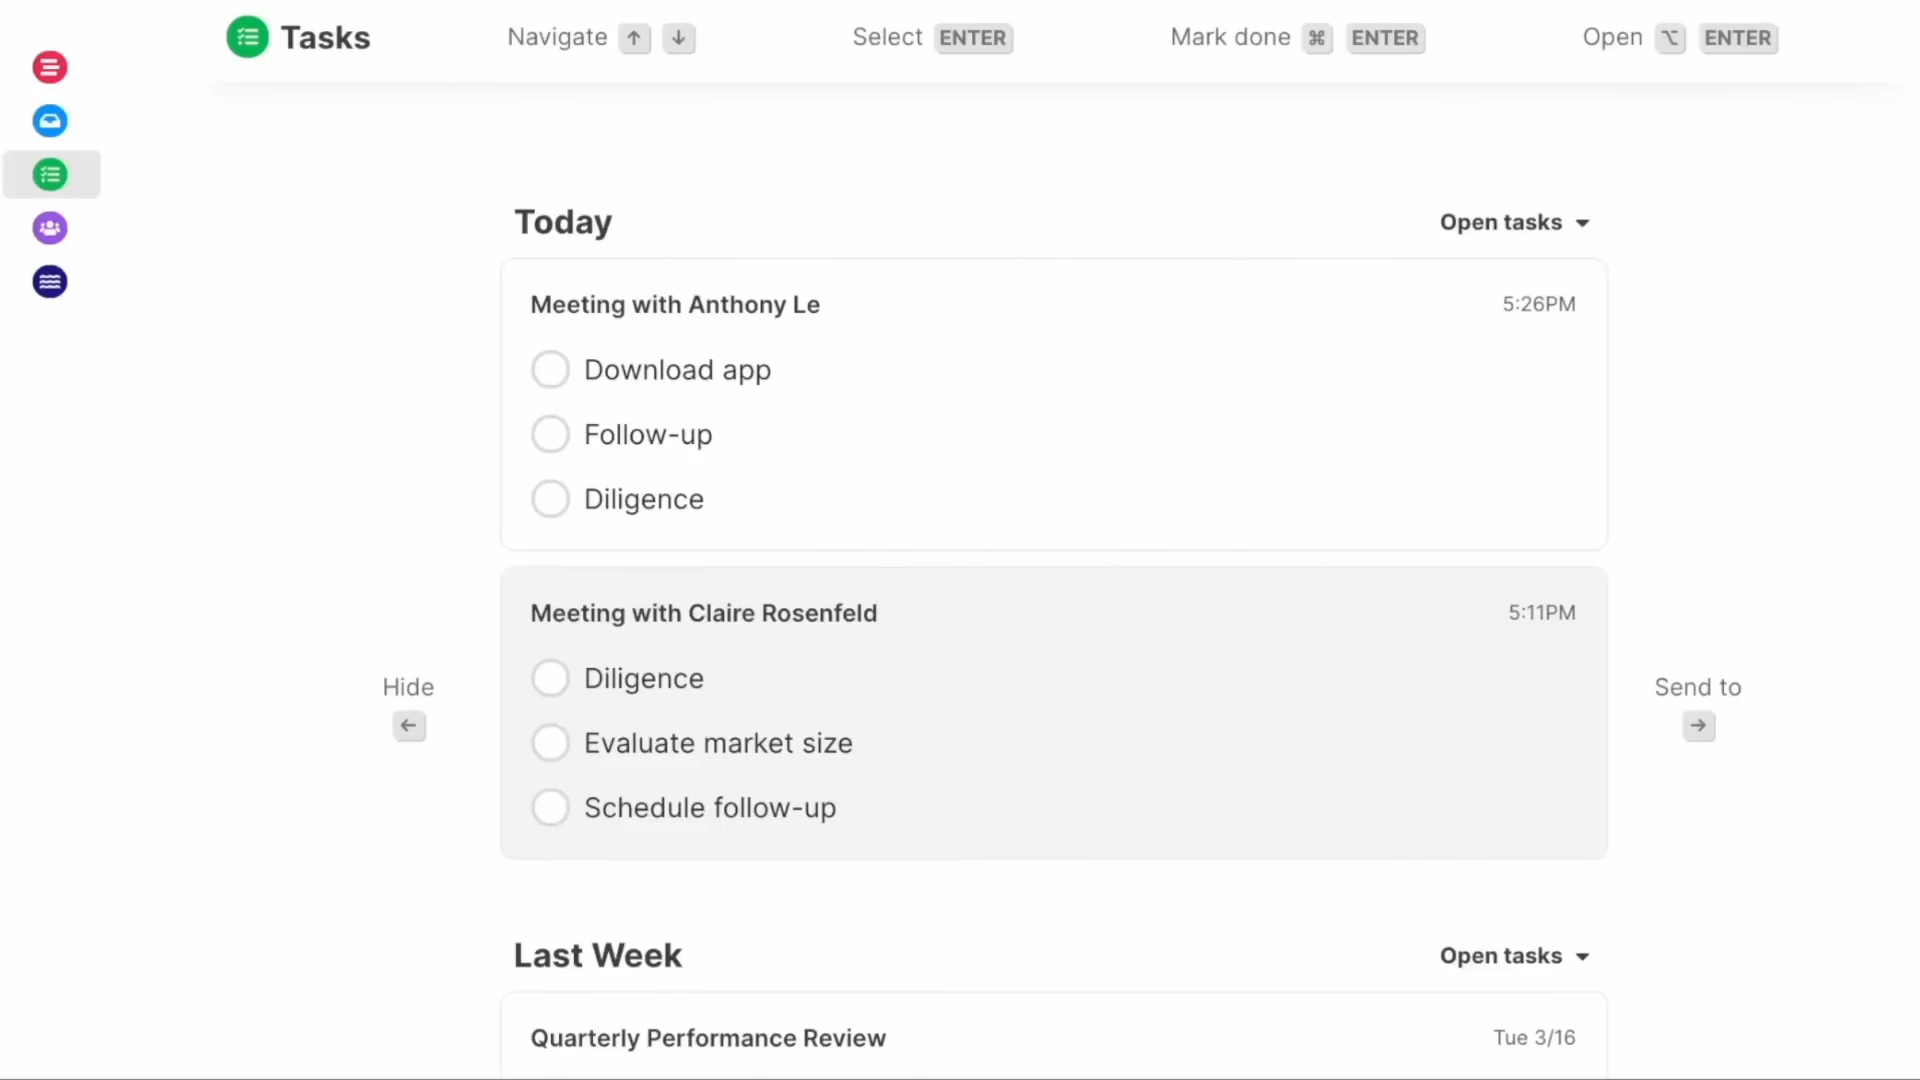 Tasks
Navigate ↑ ↓
Select ENTER
Mark done ⌘ ENTER
Open ⌥ ENTER
Today
Open tasks
Meeting with Anthony Le
5:26PM
Download app
Follow-up
Diligence
Meeting with Claire Rosenfeld
5:11PM
Diligence
Evaluate market size
Schedule follow-up
Hide
←
Send to
→
Last Week
Open tasks
Quarterly Performance Review
Tue 3/16